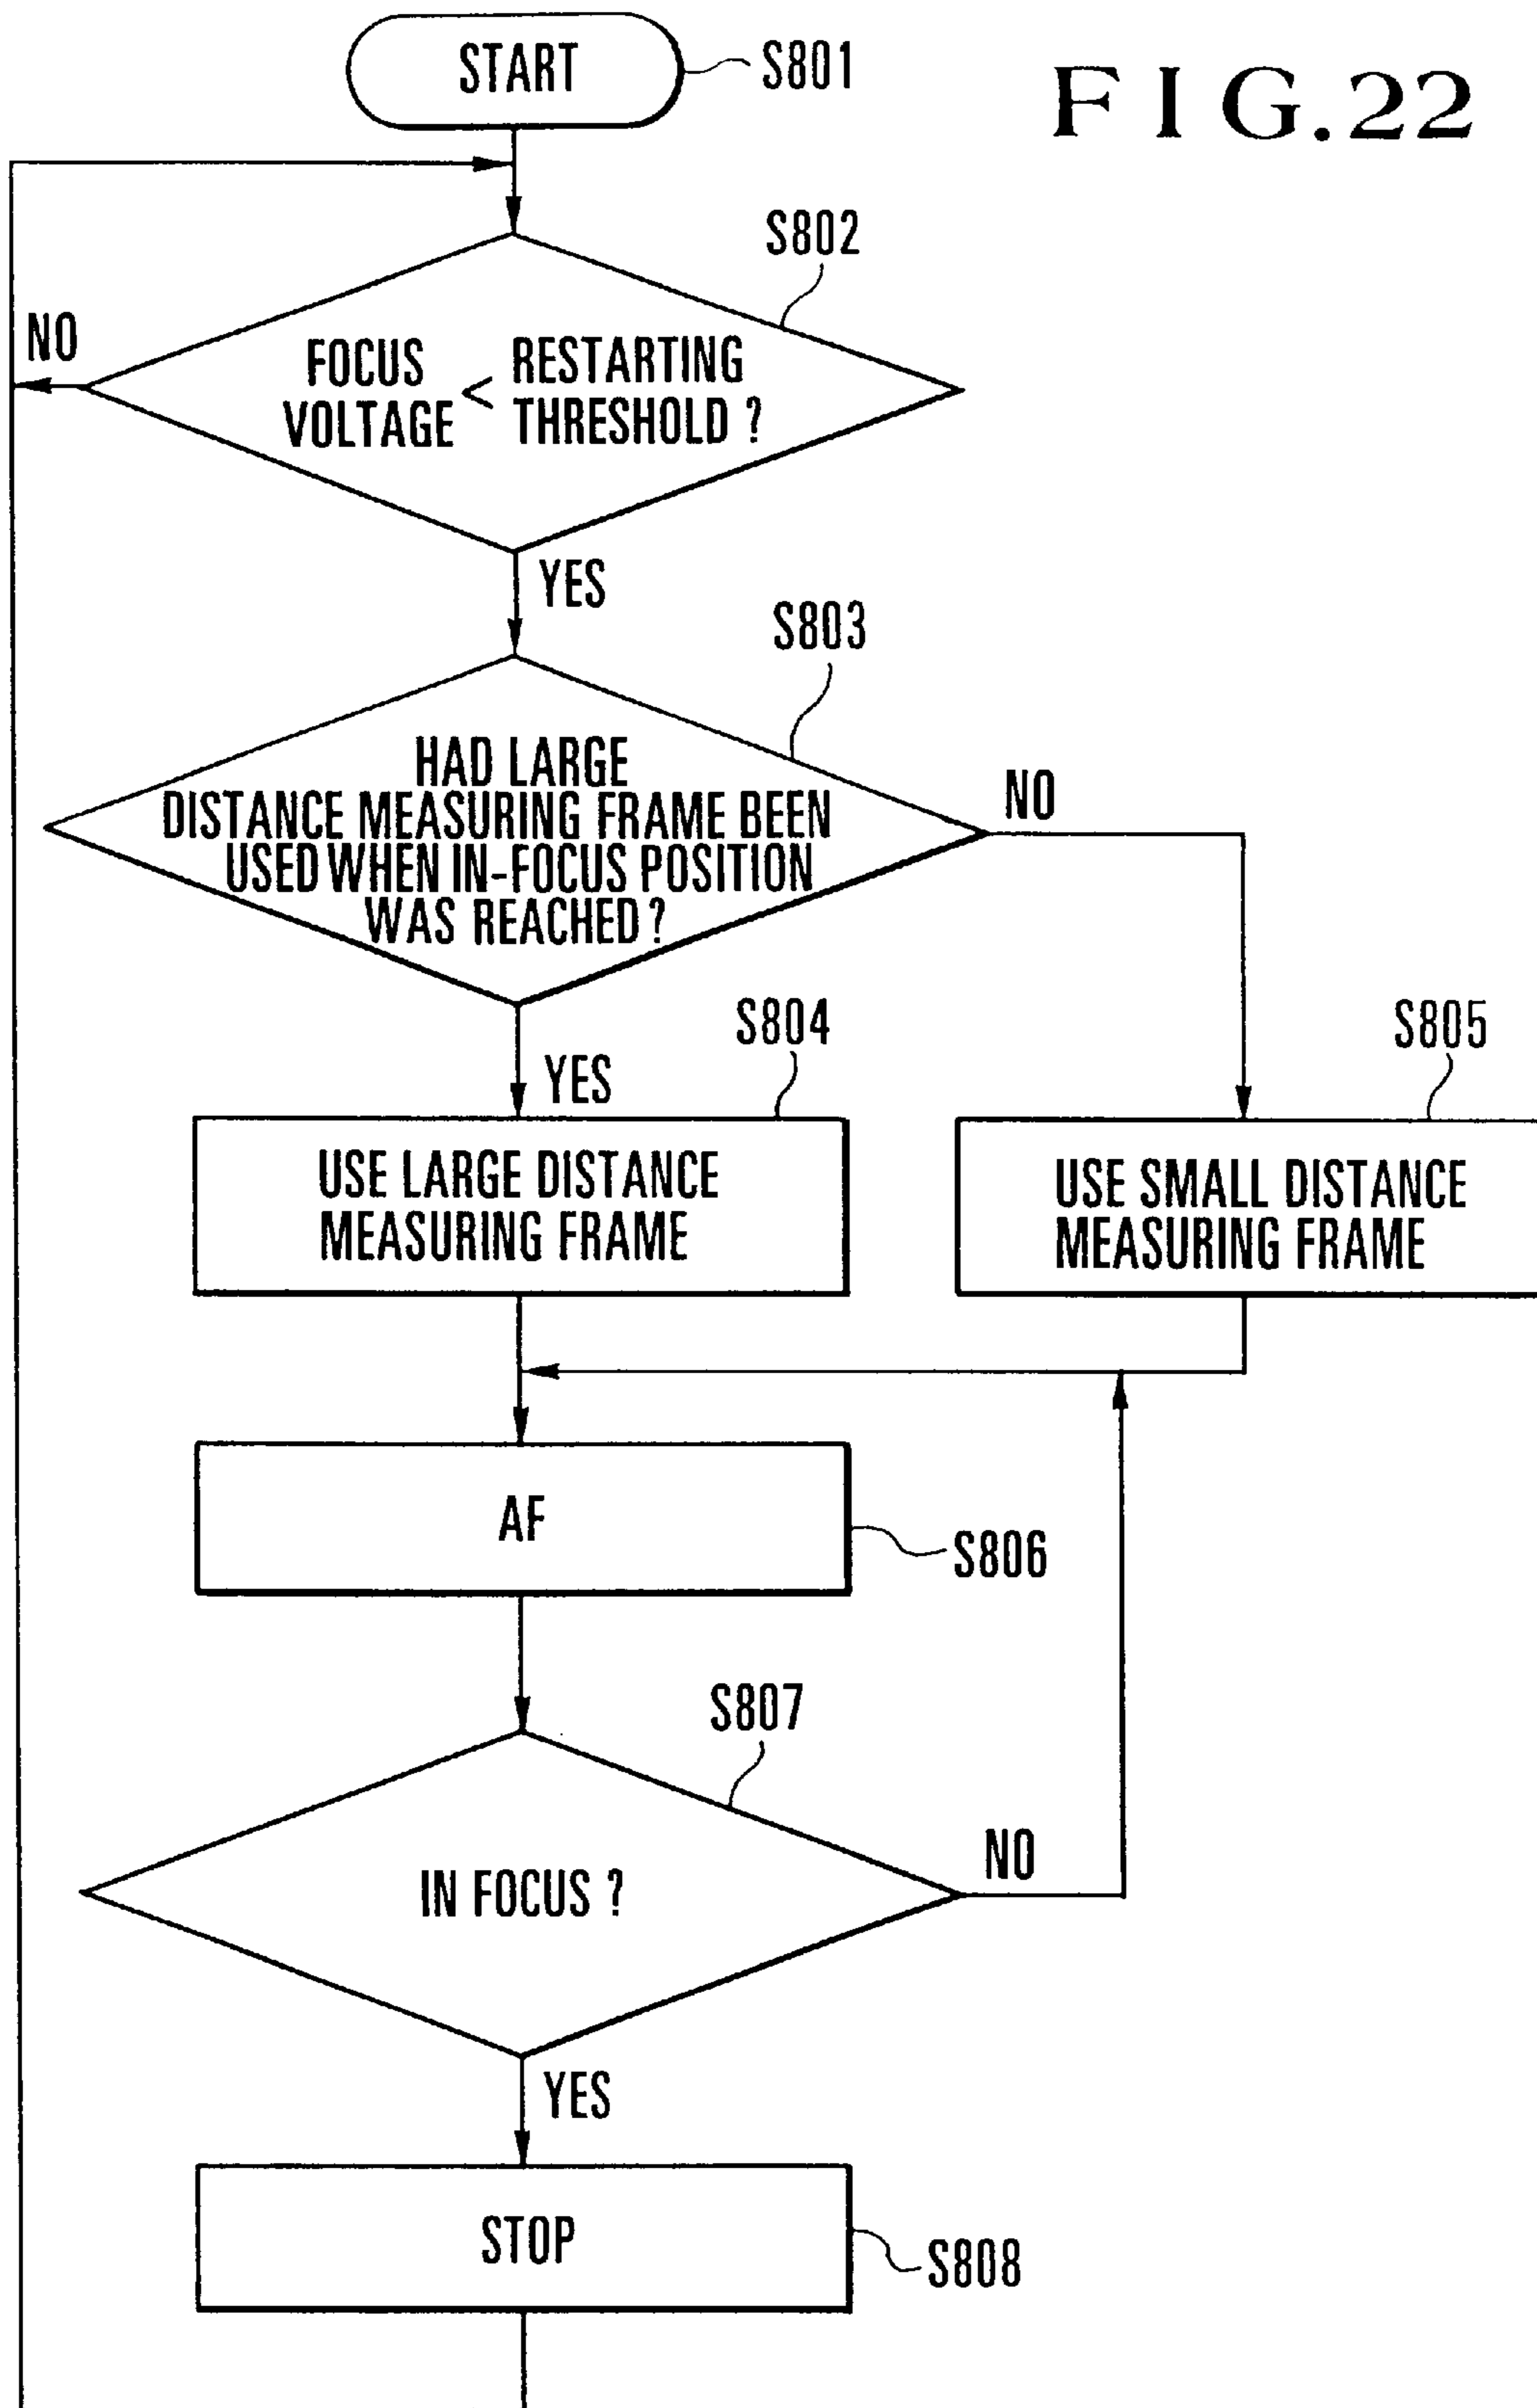 START
S801
FIG.22
S802
NO
FOCUS
VOLTAGE
<
RESTARTING
THRESHOLD ?
YES
S803
HAD LARGE
DISTANCE MEASURING FRAME BEEN
USED WHEN IN-FOCUS POSITION
WAS REACHED ?
NO
S804
YES
S805
USE LARGE DISTANCE
MEASURING FRAME
USE SMALL DISTANCE
MEASURING FRAME
AF
S806
S807
IN FOCUS ?
NO
YES
STOP
S808